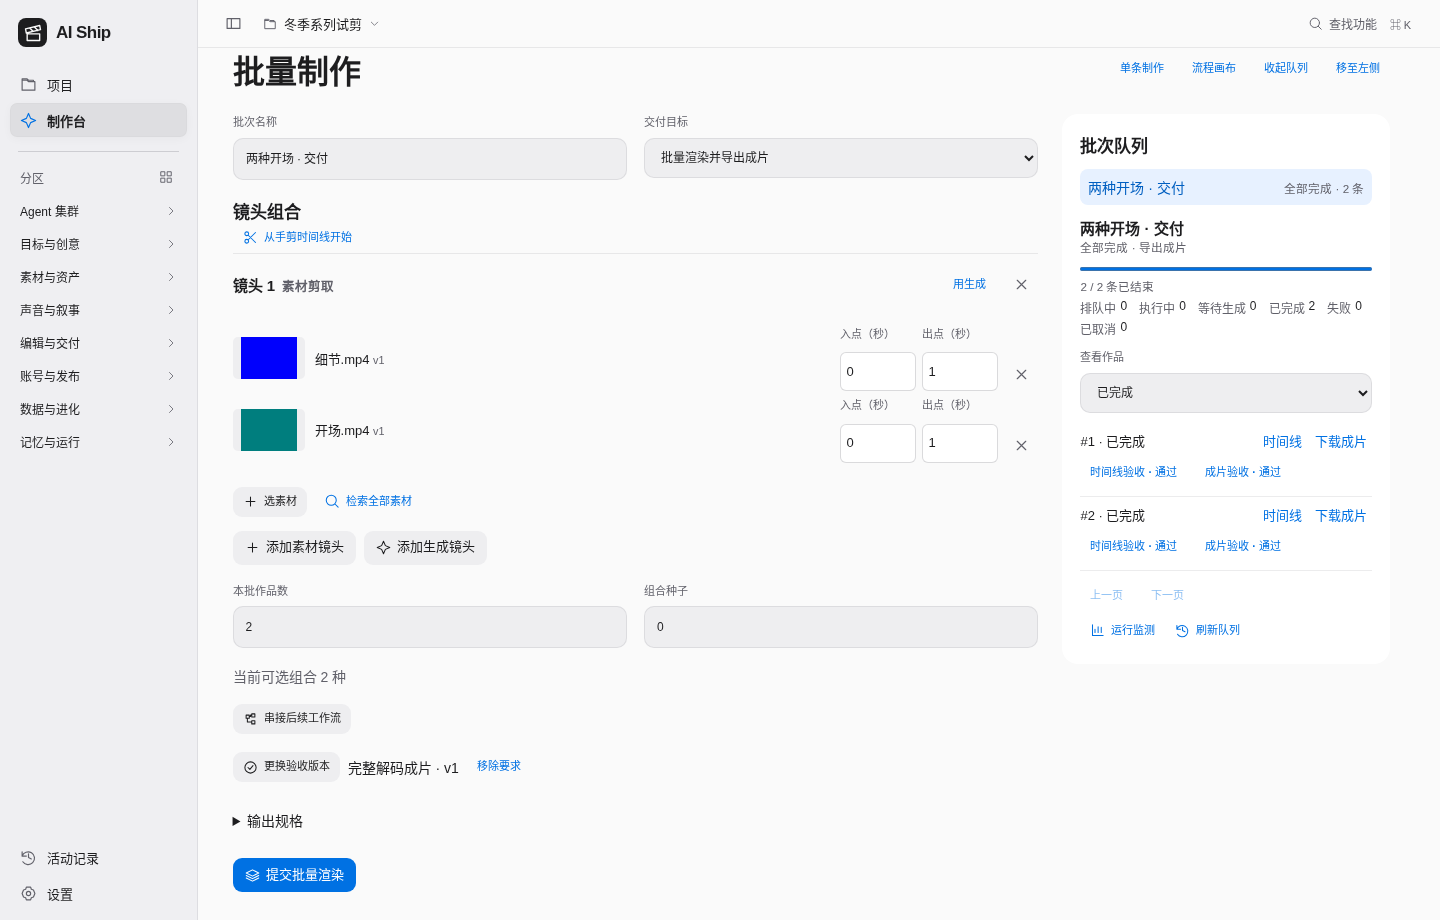 AI Ship
项目
制作台
分区
Agent 集群
目标与创意
素材与资产
声音与叙事
编辑与交付
账号与发布
数据与进化
记忆与运行
活动记录
设置
冬季系列试剪
查找功能 ⌘K
批量制作
单条制作 流程画布 收起队列 移至左侧
批次名称 交付目标
两种开场 · 交付 批量渲染并导出成片
镜头组合
从手剪时间线开始
镜头 1 素材剪取 用生成
入点（秒） 出点（秒）
细节.mp4 v1 0 1
入点（秒） 出点（秒）
开场.mp4 v1 0 1
选素材 检索全部素材
添加素材镜头 添加生成镜头
本批作品数 组合种子
2 0
当前可选组合 2 种
串接后续工作流
更换验收版本 完整解码成片 · v1 移除要求
输出规格
提交批量渲染
批次队列
两种开场 · 交付 全部完成 · 2 条
两种开场 · 交付
全部完成 · 导出成片
2 / 2 条已结束
排队中 0 执行中 0 等待生成 0 已完成 2 失败 0
已取消 0
查看作品
已完成
#1 · 已完成 时间线 下载成片
时间线验收 · 通过 成片验收 · 通过
#2 · 已完成 时间线 下载成片
时间线验收 · 通过 成片验收 · 通过
上一页 下一页
运行监测 刷新队列